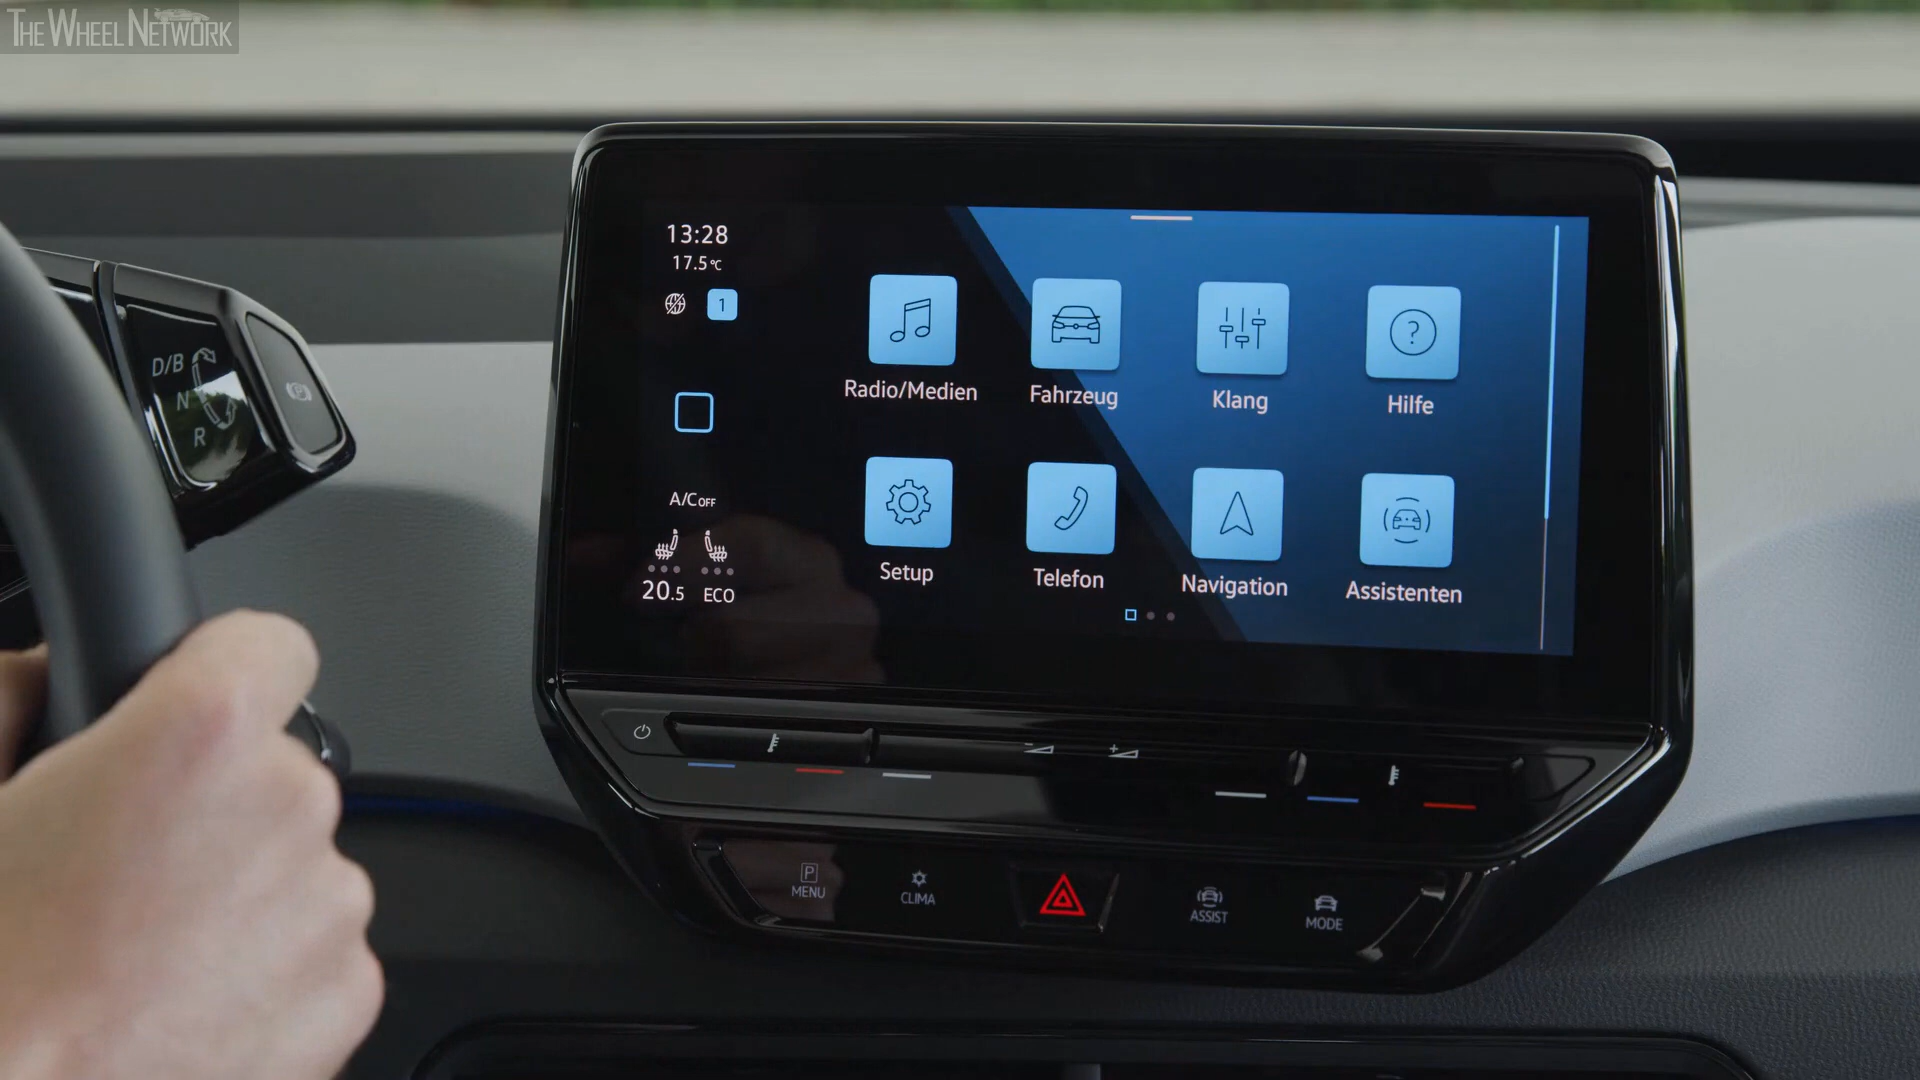 THE WHEEL NETWORK
13:28
17.5°C
1
D/B
N
R
Radio/Medien
Fahrzeug
Klang
Hilfe
A/C OFF
Setup
Telefon
Navigation
Assistenten
20.5 ECO
P
MENU
CLIMA
ASSIST
MODE